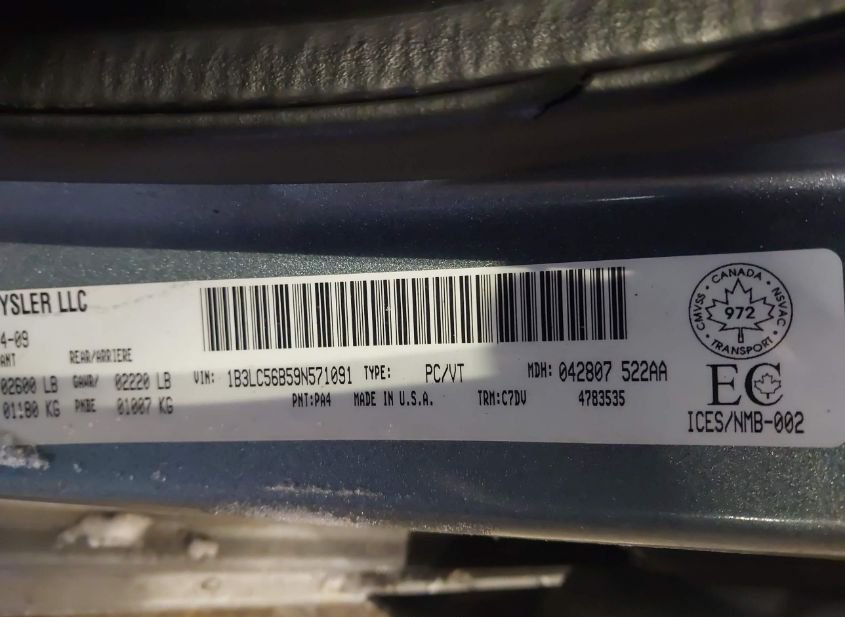 YSLER LLC
4-09
ANT REAR/ARRIERE
02600 LB GAWR/ 02220 LB
01180 KG PNBE 01007 KG
VIN: 1B3LC56B59N571091 TYPE: PC/VT MDH: 042807 522AA
PNT:PA4 MADE IN U.S.A. TRM:C7DV 4783535
CANADA
CMVSS
972
NSVAC
TRANSPORT
EC
ICES/NMB-002